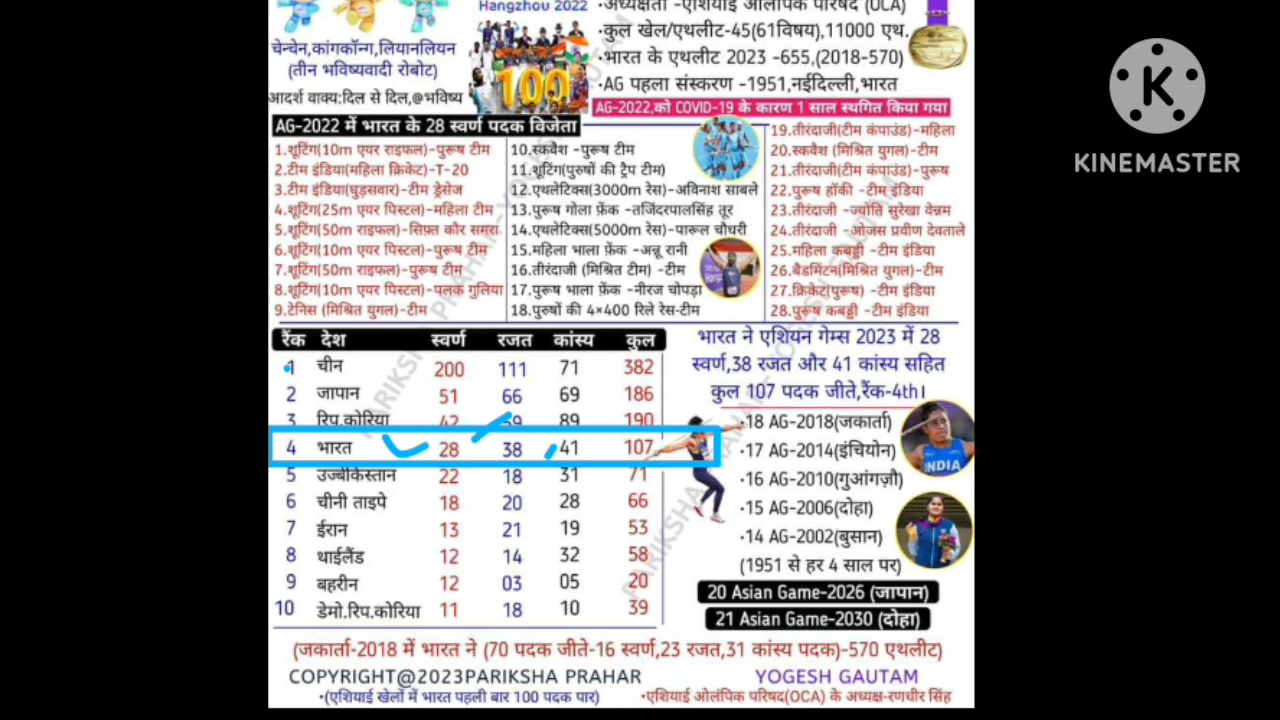 Hangzhou 2022
•अध्यक्षता -एशियाई ओलंपिक परिषद (OCA)
•कुल खेल/एथलीट-45(61विषय),11000 एथ.
•भारत के एथलीट 2023 -655,(2018-570)
•AG पहला संस्करण -1951,नईदिल्ली,भारत
AG-2022,को COVID-19 के कारण 1 साल स्थगित किया गया
चेन्चेन,कांगकॉन्ग,लियानलियन
(तीन भविष्यवादी रोबोट)
आदर्श वाक्य:दिल से दिल,@भविष्य
100
KINEMASTER
AG-2022 में भारत के 28 स्वर्ण पदक विजेता
1.शूटिंग(10m एयर राइफल)-पुरूष टीम
2.टीम इंडिया(महिला क्रिकेट)-T-20
3.टीम इंडिया(घुड़सवार)-टीम ड्रेसेज
4.शूटिंग(25m एयर पिस्टल)-महिला टीम
5.शूटिंग(50m राइफल)-सिफ़्त कौर समरा
6.शूटिंग(10m एयर पिस्टल)-पुरूष टीम
7.शूटिंग(50m राइफल)-पुरूष टीम
8.शूटिंग(10m एयर पिस्टल)-पलक गुलिया
9.टेनिस (मिश्रित युगल)-टीम
10.स्कवैश -पुरूष टीम
11.शूटिंग(पुरुषों की ट्रैप टीम)
12.एथलेटिक्स(3000m रेस)-अविनाश साबले
13.पुरूष गोला फ़ेंक -तजिंदरपालसिंह तूर
14.एथलेटिक्स(5000m रेस)-पारूल चौधरी
15.महिला भाला फ़ेंक -अन्नू रानी
16.तीरंदाजी (मिश्रित टीम) -टीम
17.पुरूष भाला फ़ेंक -नीरज चोपड़ा
18.पुरुषों की 4×400 रिले रेस-टीम
19.तीरंदाजी(टीम कंपाउंड)-महिला
20.स्कवैश (मिश्रित युगल)-टीम
21.तीरंदाजी(टीम कंपाउंड)-पुरूष
22.पुरूष हॉकी -टीम इंडिया
23.तीरंदाजी -ज्योति सुरेखा वेन्नम
24.तीरंदाजी -ओजस प्रवीण देवताले
25.महिला कबड्डी -टीम इंडिया
26.बैडमिंटन(मिश्रित युगल)-टीम
27.क्रिकेट(पुरूष) -टीम इंडिया
28.पुरूष कबड्डी -टीम इंडिया
रैंक देश स्वर्ण रजत कांस्य कुल
1 चीन 200 111 71 382
2 जापान 51 66 69 186
3 रिप.कोरिया 42 59 89 190
4 भारत 28 38 41 107
5 उज्बेकिस्तान 22 18 31 71
6 चीनी ताइपे 18 20 28 66
7 ईरान 13 21 19 53
8 थाईलैंड 12 14 32 58
9 बहरीन 12 03 05 20
10 डेमो.रिप.कोरिया 11 18 10 39
भारत ने एशियन गेम्स 2023 में 28
स्वर्ण,38 रजत और 41 कांस्य सहित
कुल 107 पदक जीते,रैंक-4th।
•18 AG-2018(जकार्ता)
•17 AG-2014(इंचियोन)
•16 AG-2010(गुआंगज़ौ)
•15 AG-2006(दोहा)
•14 AG-2002(बुसान)
(1951 से हर 4 साल पर)
INDIA
20 Asian Game-2026 (जापान)
21 Asian Game-2030 (दोहा)
(जकार्ता-2018 में भारत ने (70 पदक जीते-16 स्वर्ण,23 रजत,31 कांस्य पदक)-570 एथलीट)
COPYRIGHT@2023PARIKSHA PRAHAR YOGESH GAUTAM
•(एशियाई खेलों में भारत पहली बार 100 पदक पार) •एशियाई ओलंपिक परिषद(OCA) के अध्यक्ष-रणधीर सिंह